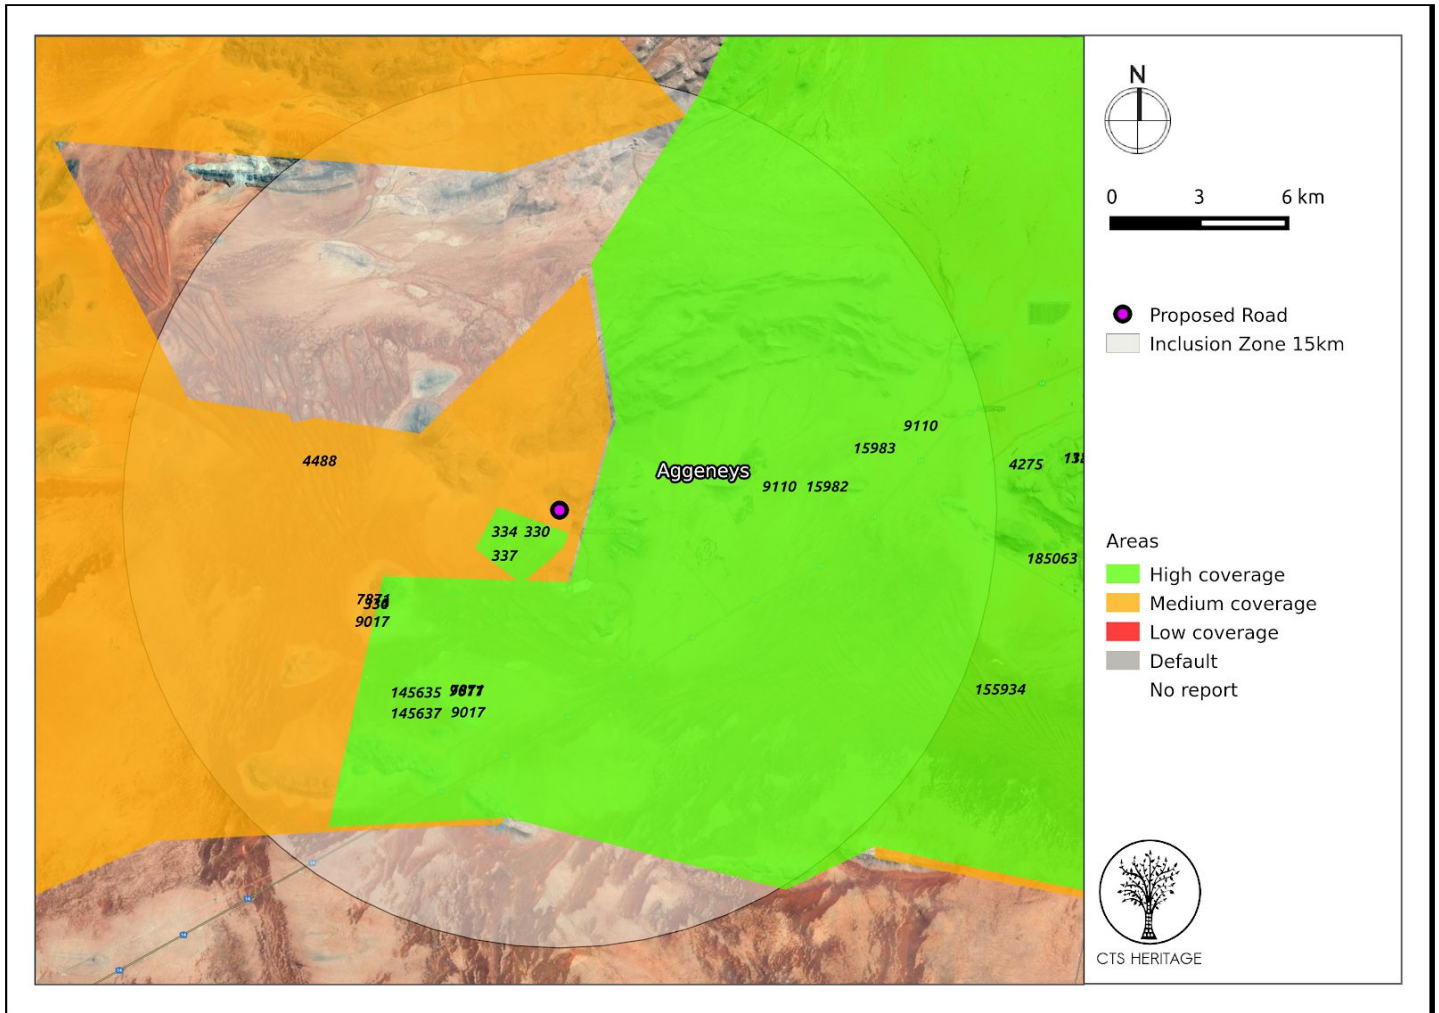 N
0 3 6 km
Proposed Road
Inclusion Zone 15km
9110
15983
4488
Aggeneys
4275
9110 15982
334 330
337
185063
9017
145635
155934
145637 9017
Areas
High coverage
Medium coverage
Low coverage
Default
No report
CTS HERITAGE